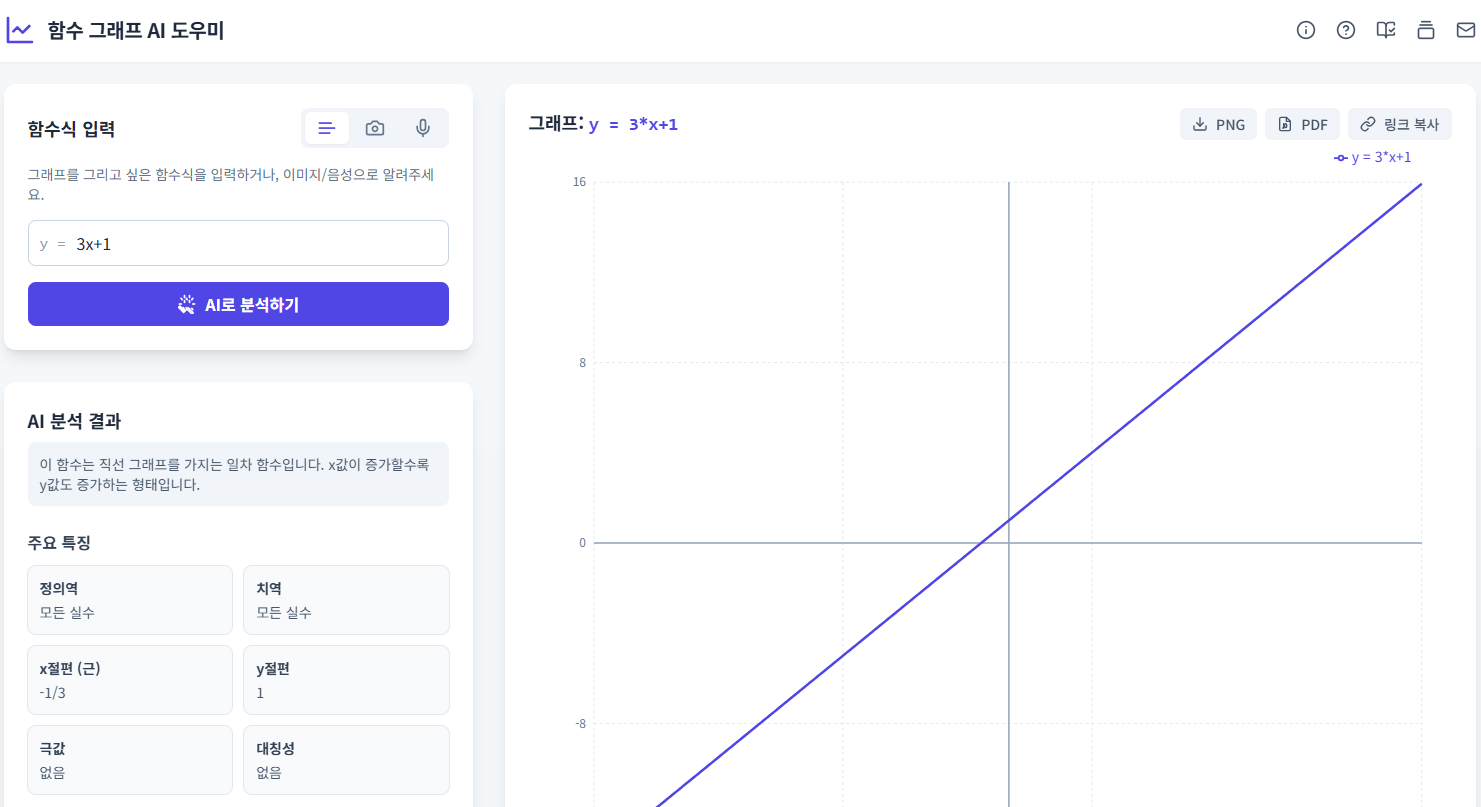 함수 그래프 AI 도우미
함수식 입력
그래프를 그리고 싶은 함수식을 입력하거나, 이미지/음성으로 알려주세
요.
y = 3x+1
AI로 분석하기
AI 분석 결과
이 함수는 직선 그래프를 가지는 일차 함수입니다. x값이 증가할수록
y값도 증가하는 형태입니다.
주요 특징
정의역
모든 실수
치역
모든 실수
x절편 (근)
-1/3
y절편
1
극값
없음
대칭성
없음
그래프: y = 3*x+1
PNG
PDF
링크 복사
y = 3*x+1
16
8
0
-8